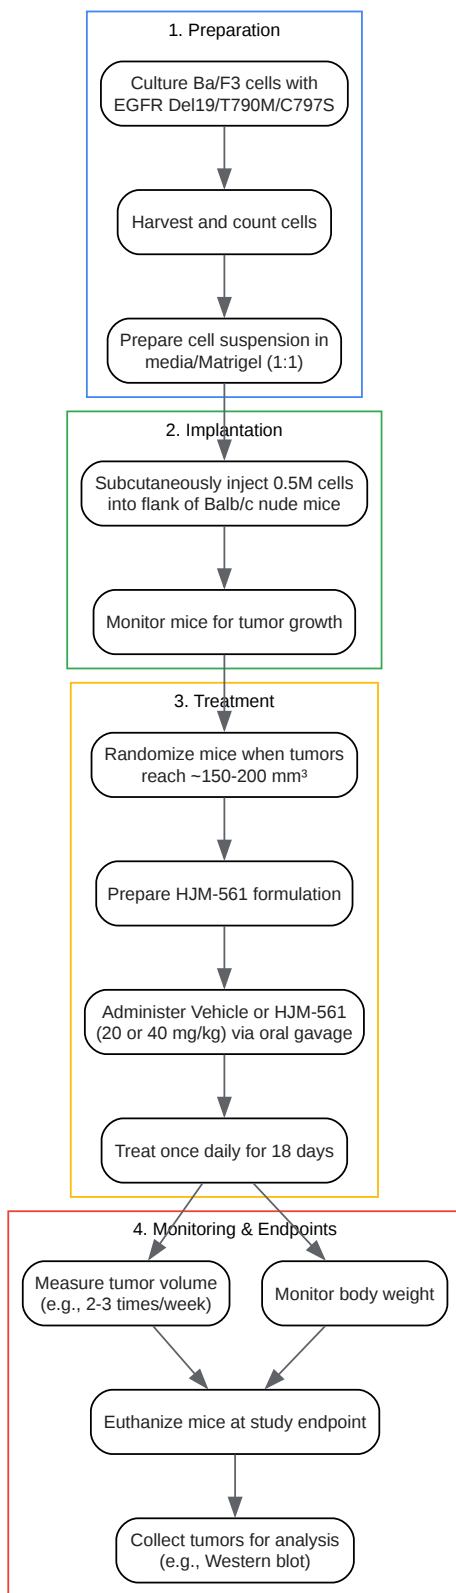 1. Preparation
Culture Ba/F3 cells with
EGFR Del19/T790M/C797S
Harvest and count cells
Prepare cell suspension in
media/Matrigel (1:1)
2. Implantation
Subcutaneously inject 0.5M cells
into flank of Balb/c nude mice
Monitor mice for tumor growth
3. Treatment
Randomize mice when tumors
reach ~150-200 mm³
Prepare HJM-561 formulation
Administer Vehicle or HJM-561
(20 or 40 mg/kg) via oral gavage
Treat once daily for 18 days
4. Monitoring & Endpoints
Measure tumor volume
(e.g., 2-3 times/week)
Monitor body weight
Euthanize mice at study endpoint
Collect tumors for analysis
(e.g., Western blot)